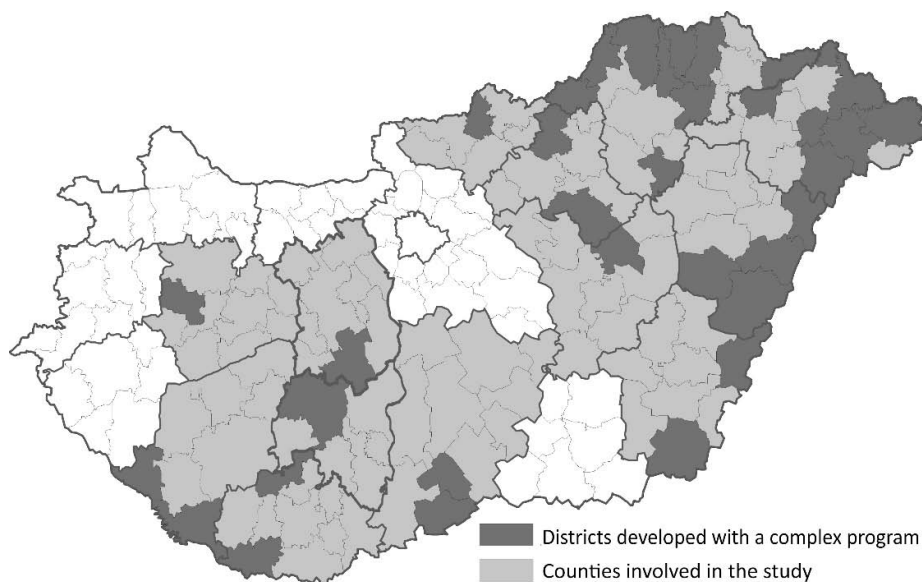 Districts developed with a complex program
Counties involved in the study